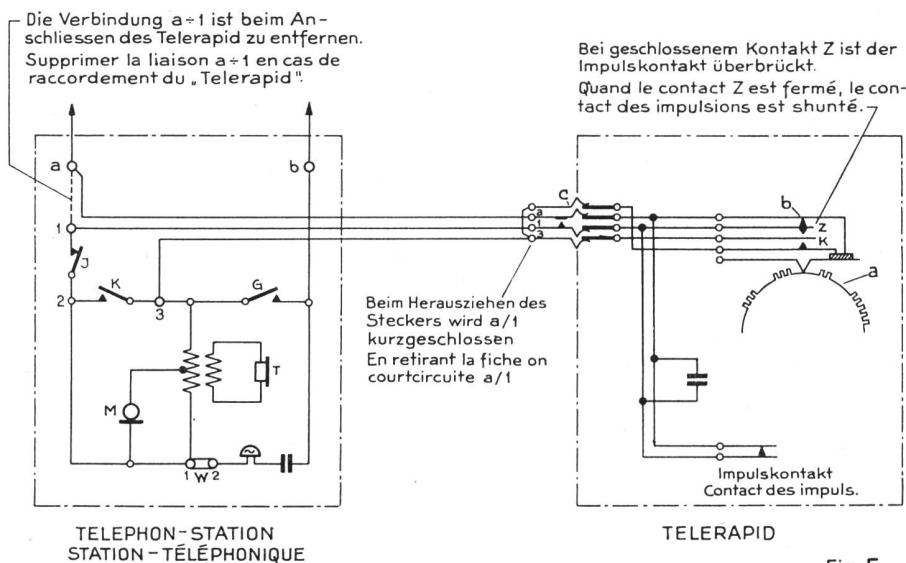 Die Verbindung a÷1 ist beim An-
schliessen des Telerapid zu entfernen.
Supprimer la liaison a÷1 en cas de
raccordement du „Telerapid".
Bei geschlossenem Kontakt Z ist der
Impulskontakt überbrückt.
Quand le contact Z est fermé, le con-
tact des impulsions est shunté.
a
b
1
J
2
K
3
G
T
M
1 W 2
C
a
1
3
b
Z
K
a
Beim Herausziehen des
Steckers wird a/1
kurzgeschlossen
En retirant la fiche on
courtcircuite a/1
Impulskontakt
Contact des impuls.
TELEPHON-STATION
STATION-TÉLÉPHONIQUE
TELERAPID